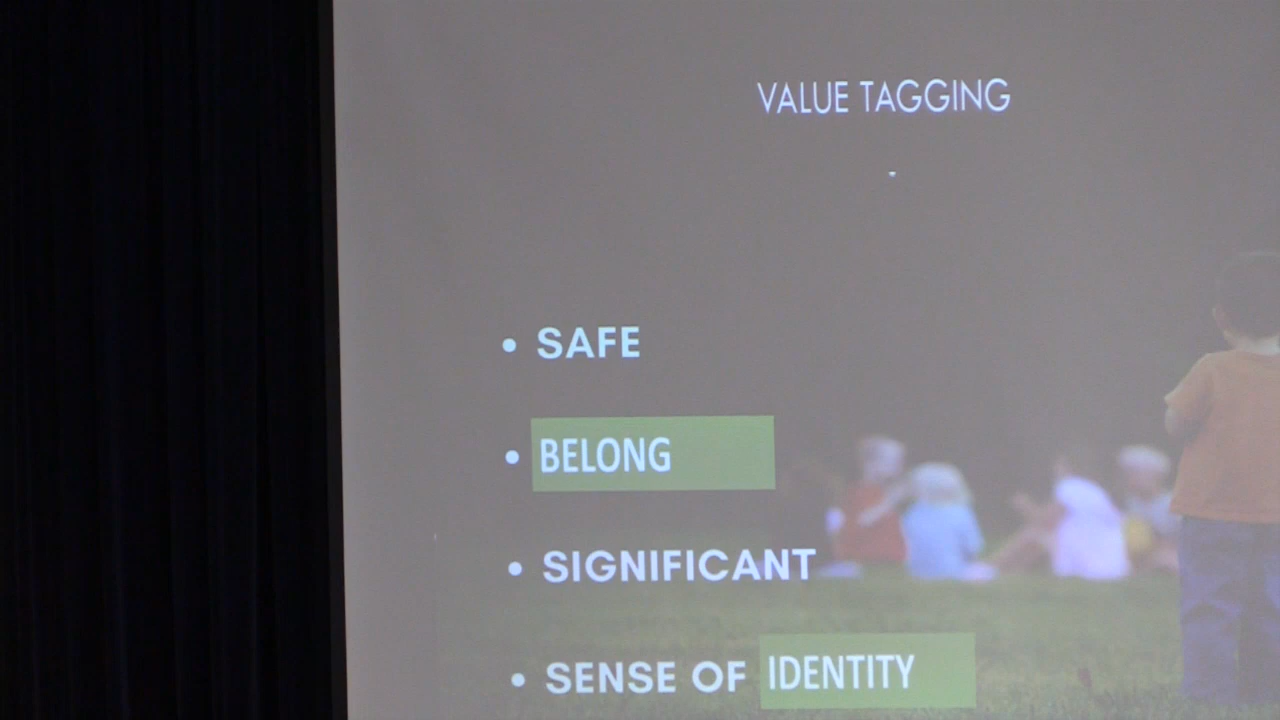 VALUE TAGGING
• SAFE
• BELONG
• SIGNIFICANT
• SENSE OF IDENTITY